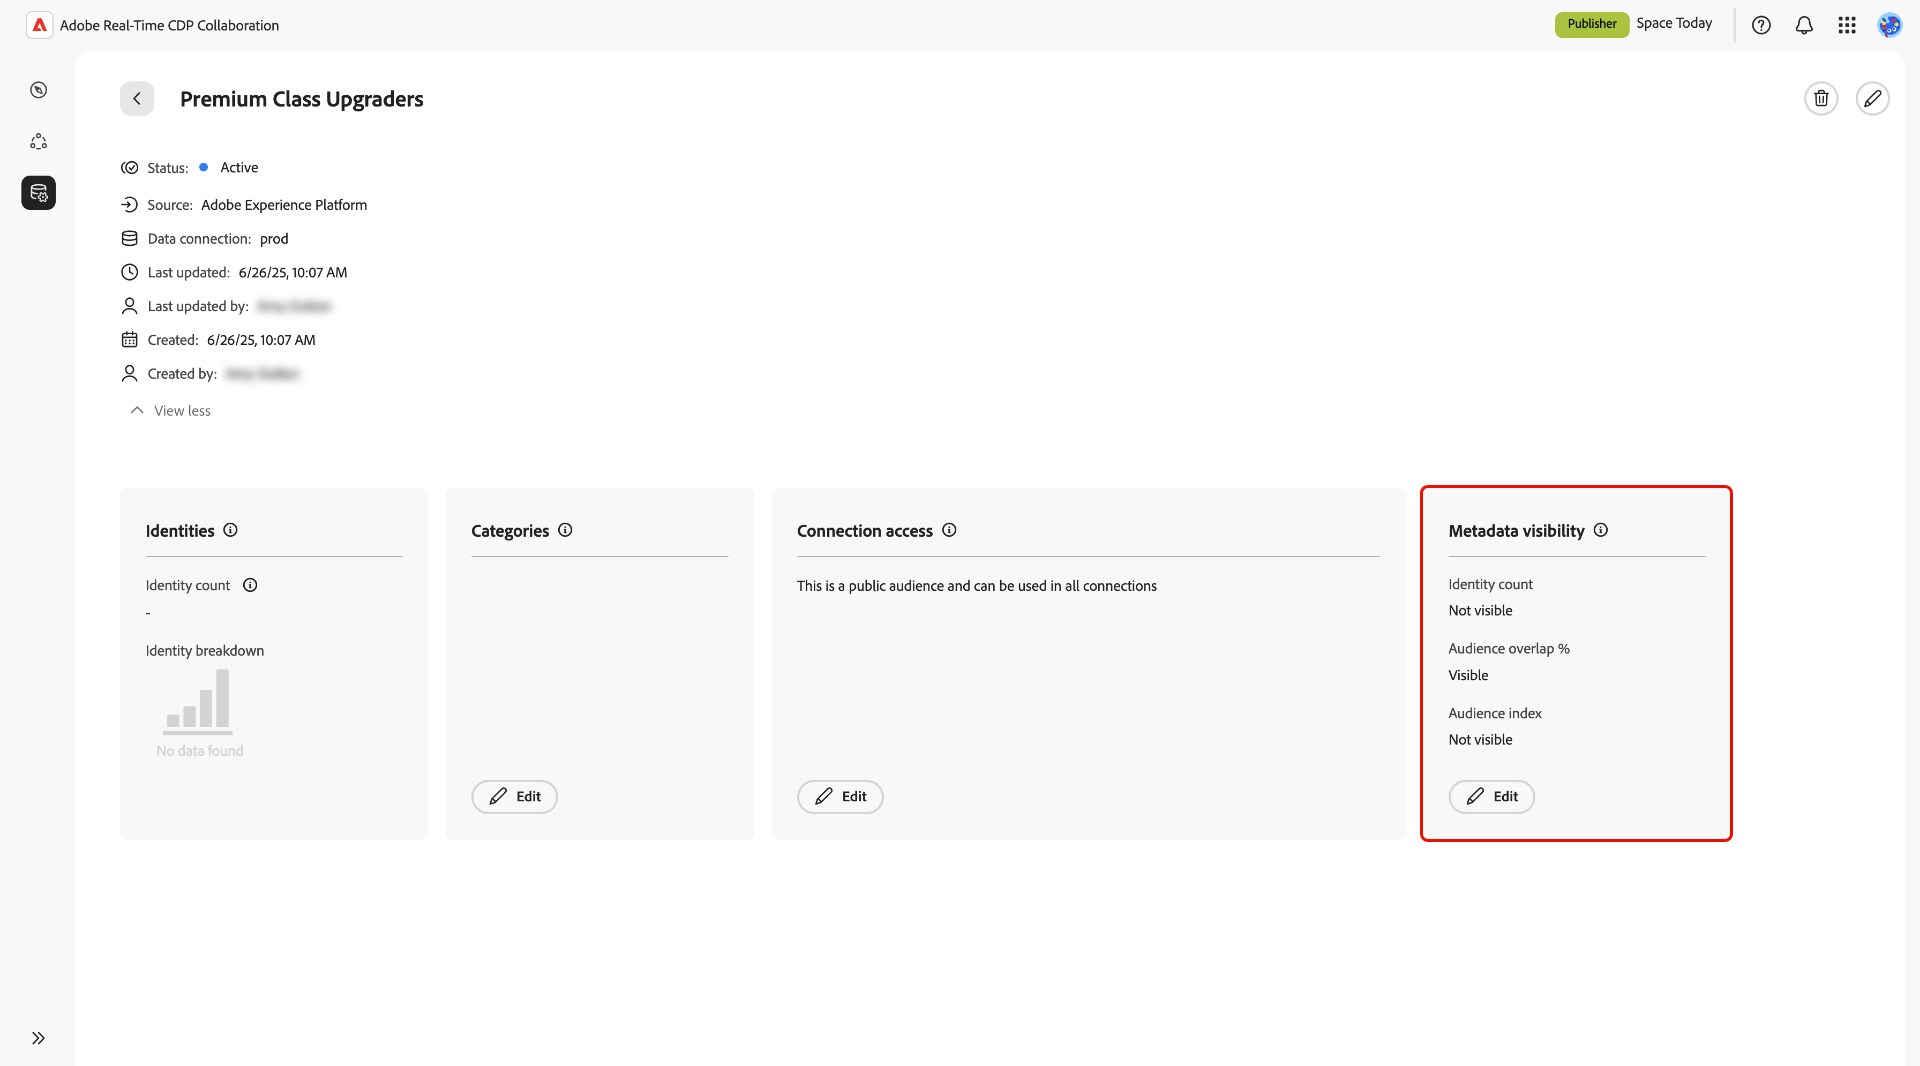 Adobe Real-Time CDP Collaboration
Publisher
Space Today
Premium Class Upgraders
Status: Active
Source: Adobe Experience Platform
Data connection: prod
Last updated: 6/26/25, 10:07 AM
Last updated by:
Created: 6/26/25, 10:07 AM
Created by:
View less
Identities
Identity count
-
Identity breakdown
No data found
Categories
Edit
Connection access
This is a public audience and can be used in all connections
Edit
Metadata visibility
Identity count
Not visible
Audience overlap %
Visible
Audience index
Not visible
Edit